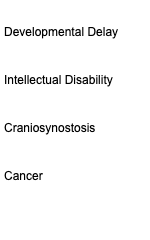 Developmental Delay
Intellectual Disability
Craniosynostosis
Cancer